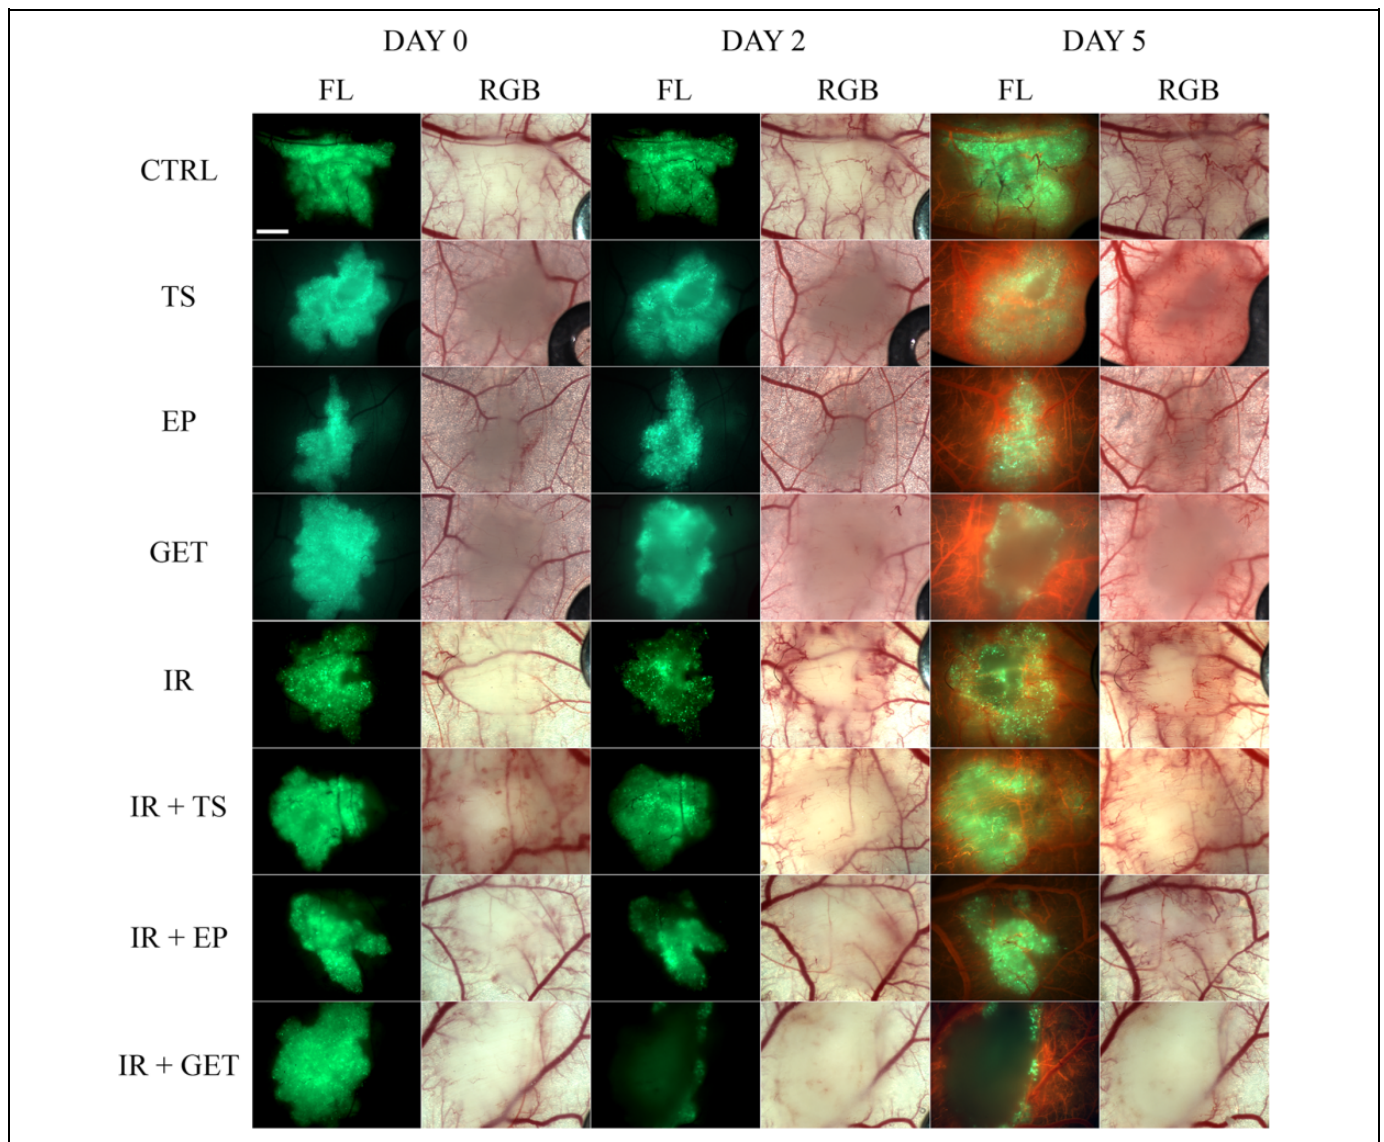 DAY 0 DAY 2 DAY 5
FL RGB FL RGB FL RGB
CTRL
TS
EP
GET
IR
IR + TS
IR + EP
IR + GET